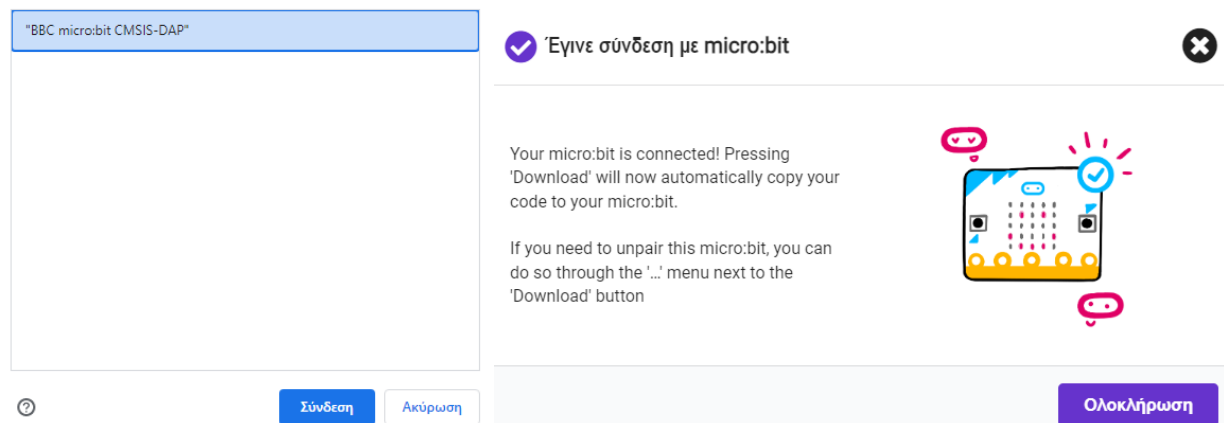 "BBC micro:bit CMSIS-DAP"
Σύνδεση
Ακύρωση
Έγινε σύνδεση με micro:bit
Your micro:bit is connected! Pressing
'Download' will now automatically copy your
code to your micro:bit.
If you need to unpair this micro:bit, you can
do so through the '...' menu next to the
'Download' button
Ολοκλήρωση